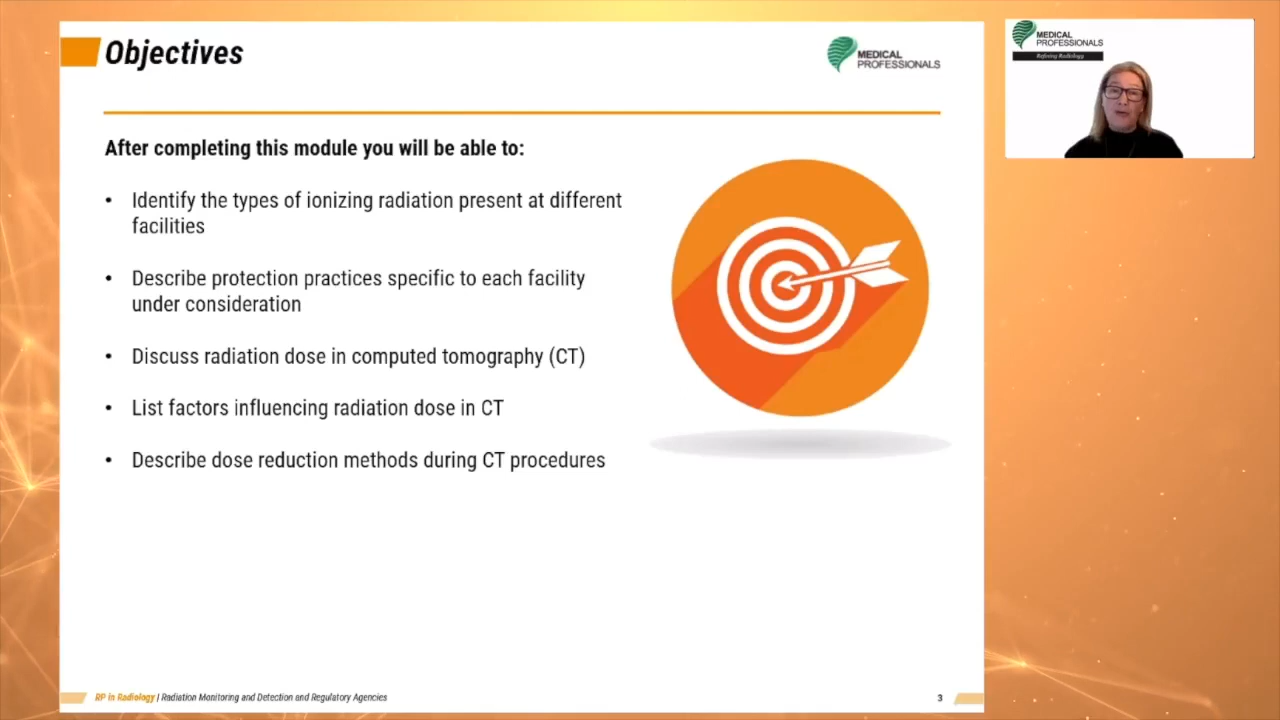 Objectives
MEDICAL
PROFESSIONALS
MEDICAL
PROFESSIONALS
Refining Radiology
After completing this module you will be able to:
• Identify the types of ionizing radiation present at different
facilities
• Describe protection practices specific to each facility
under consideration
• Discuss radiation dose in computed tomography (CT)
• List factors influencing radiation dose in CT
• Describe dose reduction methods during CT procedures
RP in Radiology | Radiation Monitoring and Detection and Regulatory Agencies
3